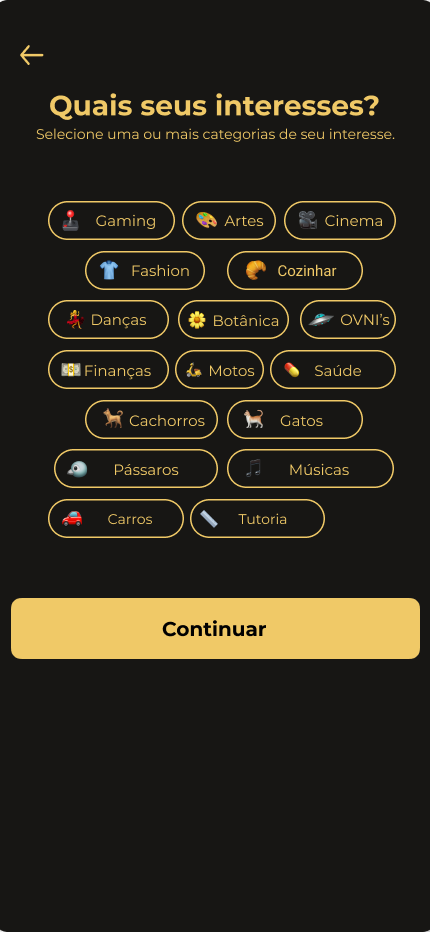 Quais seus interesses?
Selecione uma ou mais categorias de seu interesse.
Gaming Artes Cinema
Fashion Cozinhar
Danças Botânica OVNI's
Finanças Motos Saúde
Cachorros Gatos
Pássaros Músicas
Carros Tutoria
Continuar